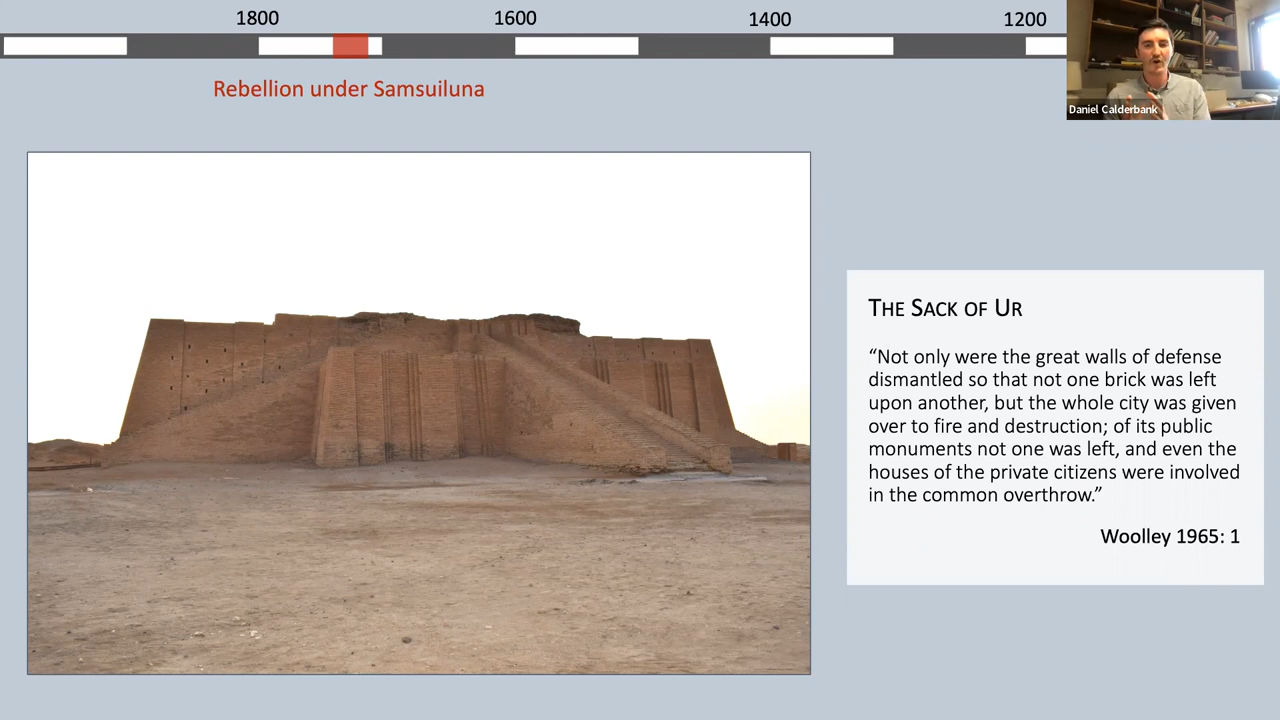 1800 1600 1400 1200
Daniel Calderbank
Rebellion under Samsuiluna
THE SACK OF UR
“Not only were the great walls of defense
dismantled so that not one brick was left
upon another, but the whole city was given
over to fire and destruction; of its public
monuments not one was left, and even the
houses of the private citizens were involved
in the common overthrow.”
Woolley 1965: 1